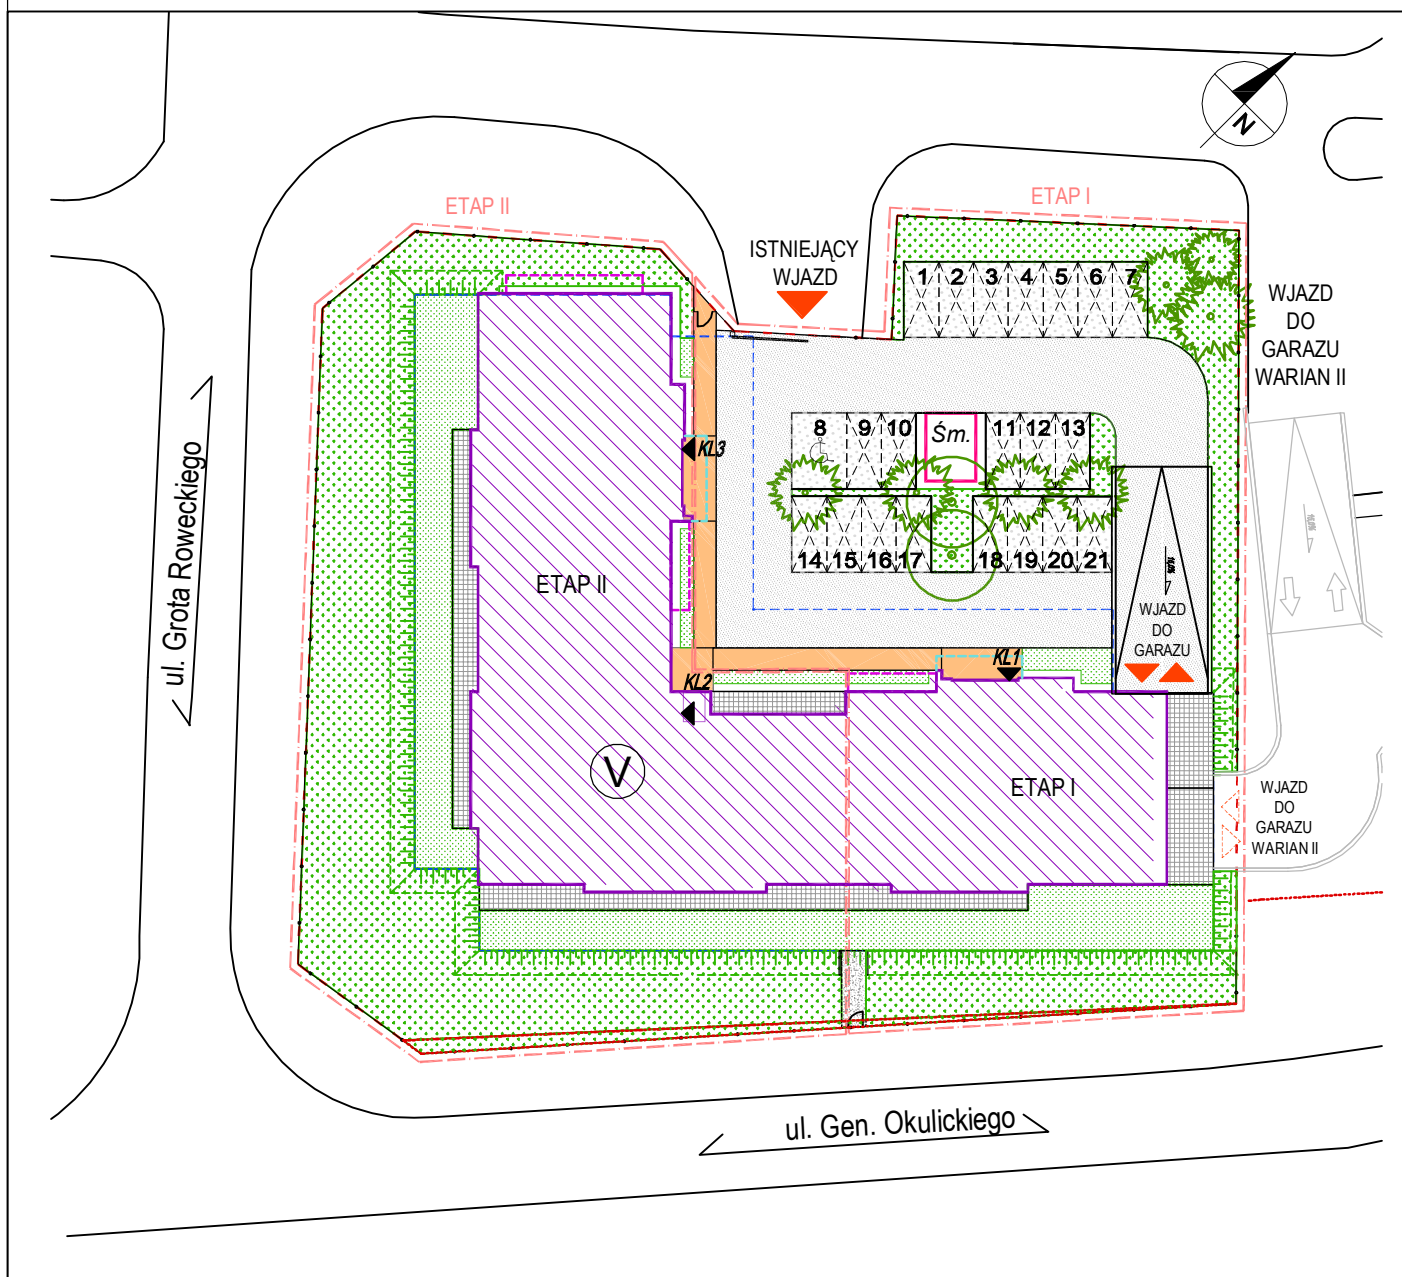 N
ETAP II
ETAP I
ISTNIEJĄCY
WJAZD
1 2 3 4 5 6 7
WJAZD
DO
GARAZU
WARIAN II
8 9 10 Śm. 11 12 13
KL3
14 15 16 17 18 19 20 21
ul. Grota Roweckiego
ETAP II
WJAZD
DO
GARAZU
KL1
KL2
V
ETAP I
WJAZD
DO
GARAZU
WARIAN II
ul. Gen. Okulickiego